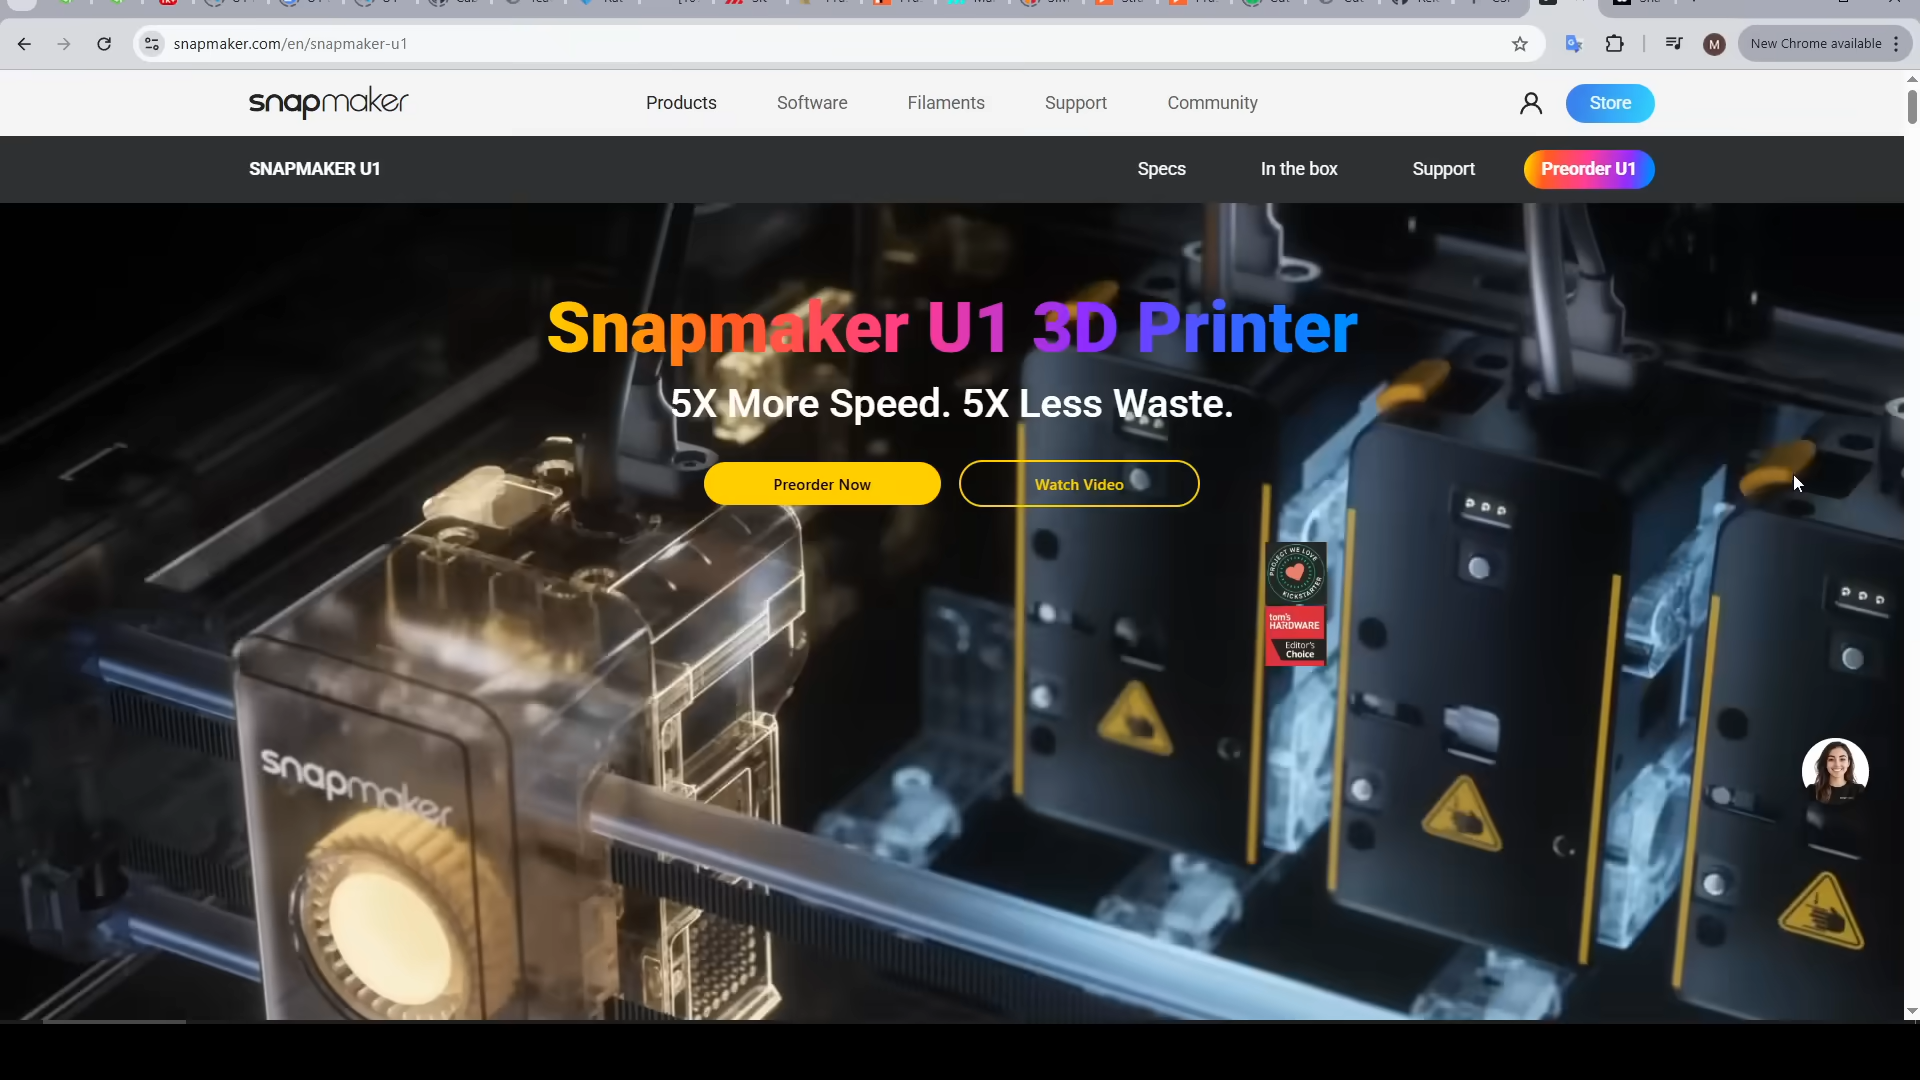 snapmaker.com/en/snapmaker-u1
M
New Chrome available
snapmaker
Products
Software
Filaments
Support
Community
Store
SNAPMAKER U1
Specs
In the box
Support
Preorder U1
Snapmaker U1 3D Printer
5X More Speed. 5X Less Waste.
Preorder Now
Watch Video
PROJECT WE LOVE
KICKSTARTER
tom's
HARDWARE
Editor's
Choice
snapmaker